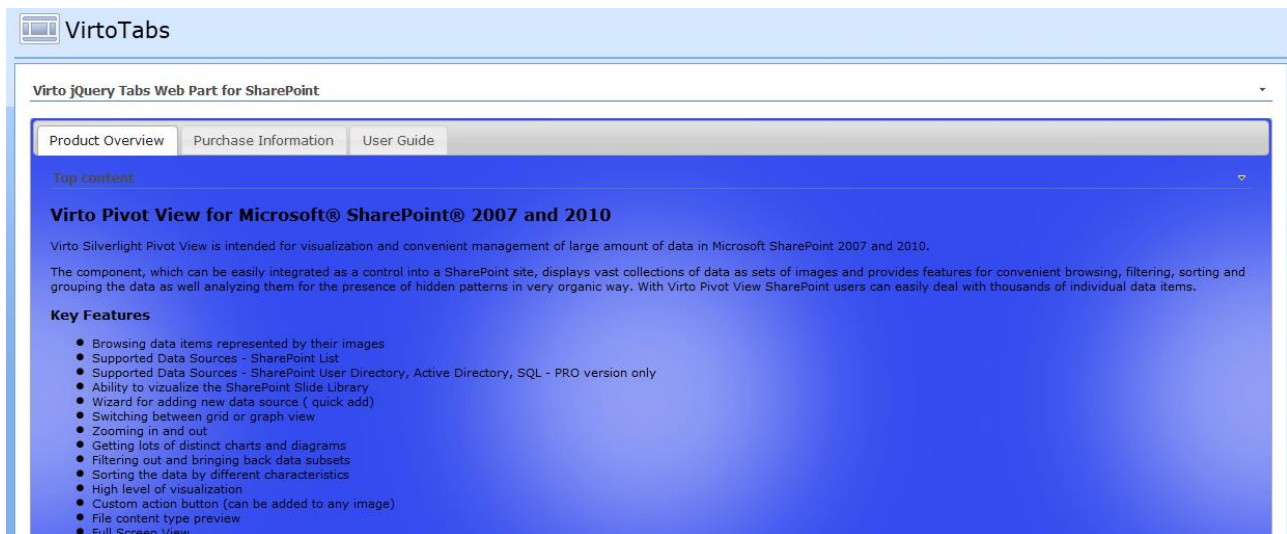 VirtoTabs
Virto jQuery Tabs Web Part for SharePoint
Product Overview Purchase Information User Guide
Top content
Virto Pivot View for Microsoft® SharePoint® 2007 and 2010
Virto Silverlight Pivot View is intended for visualization and convenient management of large amount of data in Microsoft SharePoint 2007 and 2010.
The component, which can be easily integrated as a control into a SharePoint site, displays vast collections of data as sets of images and provides features for convenient browsing, filtering, sorting and
grouping the data as well analyzing them for the presence of hidden patterns in very organic way. With Virto Pivot View SharePoint users can easily deal with thousands of individual data items.
Key Features
Browsing data items represented by their images
Supported Data Sources - SharePoint List
Supported Data Sources - SharePoint User Directory, Active Directory, SQL - PRO version only
Ability to vizualize the SharePoint Slide Library
Wizard for adding new data source ( quick add)
Switching between grid or graph view
Zooming in and out
Getting lots of distinct charts and diagrams
Filtering out and bringing back data subsets
Sorting the data by different characteristics
High level of visualization
Custom action button (can be added to any image)
File content type preview
Full Screen View